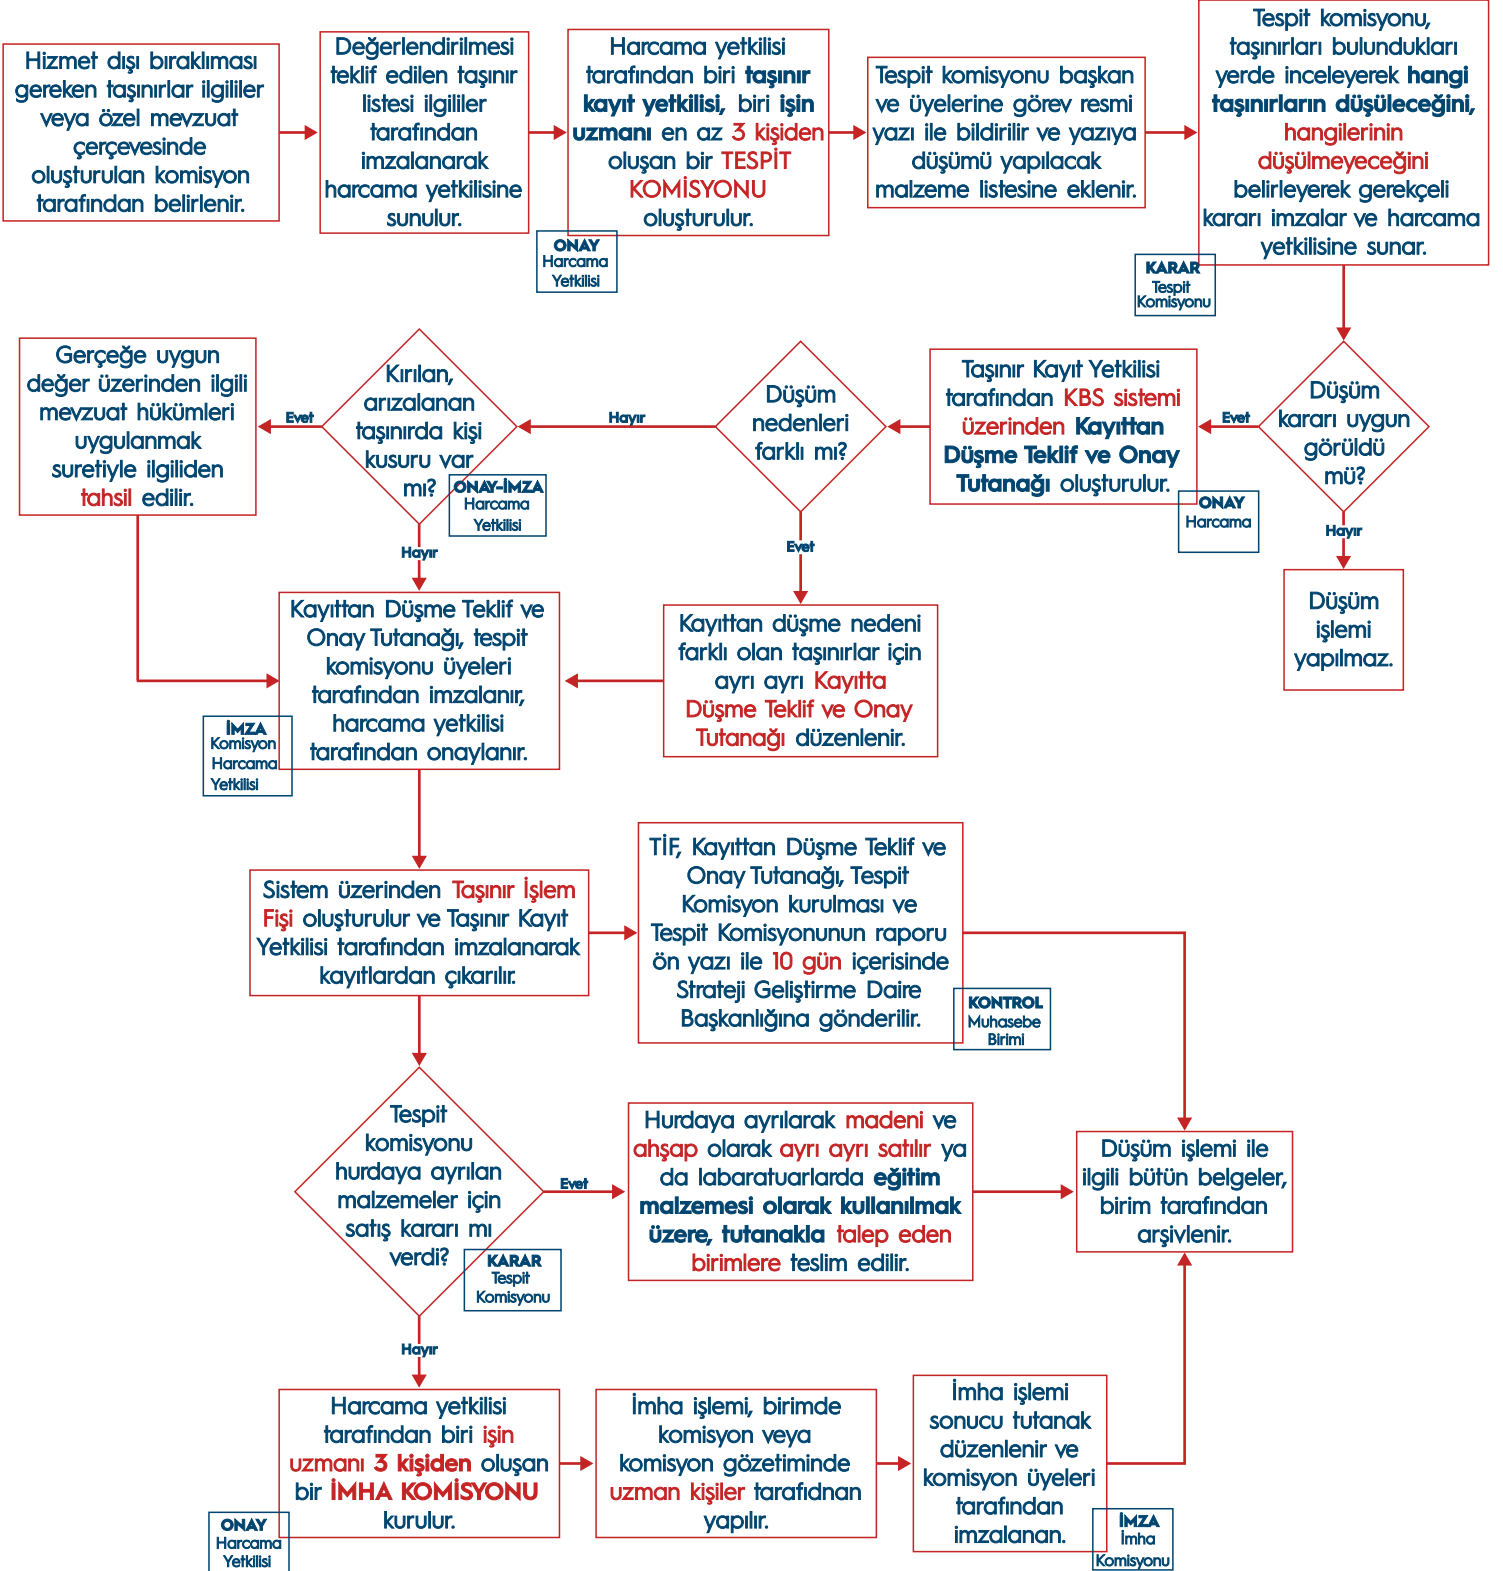 Hizmet dışı bıraklıması
gereken taşınırlar ilgililer
veya özel mevzuat
çerçevesinde
oluşturulan komisyon
tarafından belirlenir.
Değerlendirilmesi
teklif edilen taşınır
listesi ilgililer
tarafından
imzalanarak
harcama yetkilisine
sunulur.
Harcama yetkilisi
tarafından biri taşınır
kayıt yetkilisi, biri işin
uzmanı en az 3 kişiden
oluşan bir TESPİT
KOMİSYONU
oluşturulur.
ONAY
Harcama
Yetkilisi
Tespit komisyonu başkan
ve üyelerine görev resmi
yazı ile bildirilir ve yazıya
düşümü yapılacak
malzeme listesine eklenir.
Tespit komisyonu,
taşınırları bulundukları
yerde inceleyerek hangi
taşınırların düşüleceğini,
hangilerinin
düşülmeyeceğini
belirleyerek gerekçeli
kararı imzalar ve harcama
yetkilisine sunar.
KARAR
Tespit
Komisyonu
Düşüm
kararı uygun
görüldü
mü?
Evet
Hayır
Düşüm
işlemi
yapılmaz.
Taşınır Kayıt Yetkilisi
tarafından KBS sistemi
üzerinden Kayıttan
Düşme Teklif ve Onay
Tutanağı oluşturulur.
ONAY
Harcama
Düşüm
nedenleri
farklı mı?
Hayır
Evet
Kayıttan düşme nedeni
farklı olan taşınırlar için
ayrı ayrı Kayıtta
Düşme Teklif ve Onay
Tutanağı düzenlenir.
Kırılan,
arızalanan
taşınırda kişi
kusuru var
mı?
ONAY-İMZA
Harcama
Yetkilisi
Evet
Hayır
Gerçeğe uygun
değer üzerinden ilgili
mevzuat hükümleri
uygulanmak
suretiyle ilgiliden
tahsil edilir.
Kayıttan Düşme Teklif ve
Onay Tutanağı, tespit
komisyonu üyeleri
tarafından imzalanır,
harcama yetkilisi
tarafından onaylanır.
İMZA
Komisyon
Harcama
Yetkilisi
Sistem üzerinden Taşınır İşlem
Fişi oluşturulur ve Taşınır Kayıt
Yetkilisi tarafından imzalanarak
kayıtlardan çıkarılır.
TİF, Kayıttan Düşme Teklif ve
Onay Tutanağı, Tespit
Komisyon kurulması ve
Tespit Komisyonunun raporu
ön yazı ile 10 gün içerisinde
Strateji Geliştirme Daire
Başkanlığına gönderilir.
KONTROL
Muhasebe
Birimi
Tespit
komisyonu
hurdaya ayrılan
malzemeler için
satış kararı mı
verdi?
KARAR
Tespit
Komisyonu
Evet
Hayır
Hurdaya ayrılarak madeni ve
ahşap olarak ayrı ayrı satılır ya
da labaratuarlarda eğitim
malzemesi olarak kullanılmak
üzere, tutanakla talep eden
birimlere teslim edilir.
Düşüm işlemi ile
ilgili bütün belgeler,
birim tarafından
arşivlenir.
Harcama yetkilisi
tarafından biri işin
uzmanı 3 kişiden oluşan
bir İMHA KOMİSYONU
kurulur.
ONAY
Harcama
Yetkilisi
İmha işlemi, birimde
komisyon veya
komisyon gözetiminde
uzman kişiler tarafıdnan
yapılır.
İmha işlemi
sonucu tutanak
düzenlenir ve
komisyon üyeleri
tarafından
imzalanan.
İMZA
İmha
Komisyonu